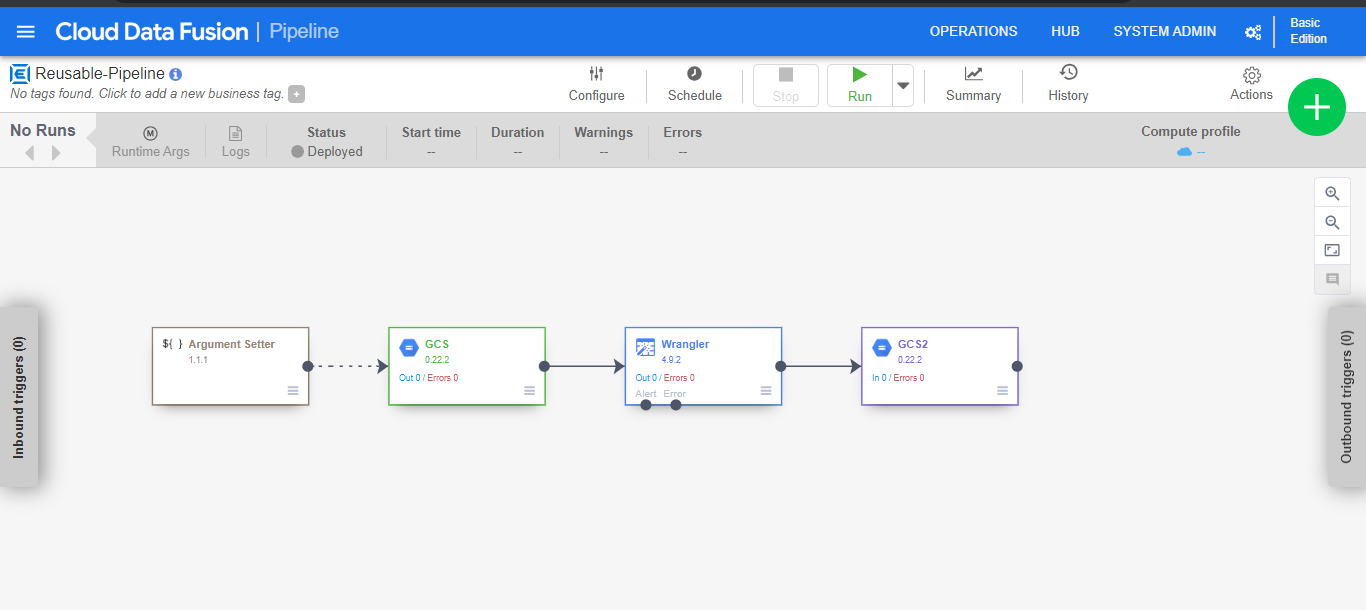 Cloud Data Fusion | Pipeline
OPERATIONS
HUB
SYSTEM ADMIN
Basic
Edition
Reusable-Pipeline
No tags found. Click to add a new business tag.
Configure
Schedule
Stop
Run
Summary
History
Actions
No Runs
Runtime Args
Logs
Status
Deployed
Start time
--
Duration
--
Warnings
--
Errors
--
Compute profile
--
Inbound triggers (0)
${ } Argument Setter
1.1.1
GCS
0.22.2
Out 0 / Errors 0
Wrangler
4.9.2
Out 0 / Errors 0
Alert Error
GCS2
0.22.2
In 0 / Errors 0
Outbound triggers (0)